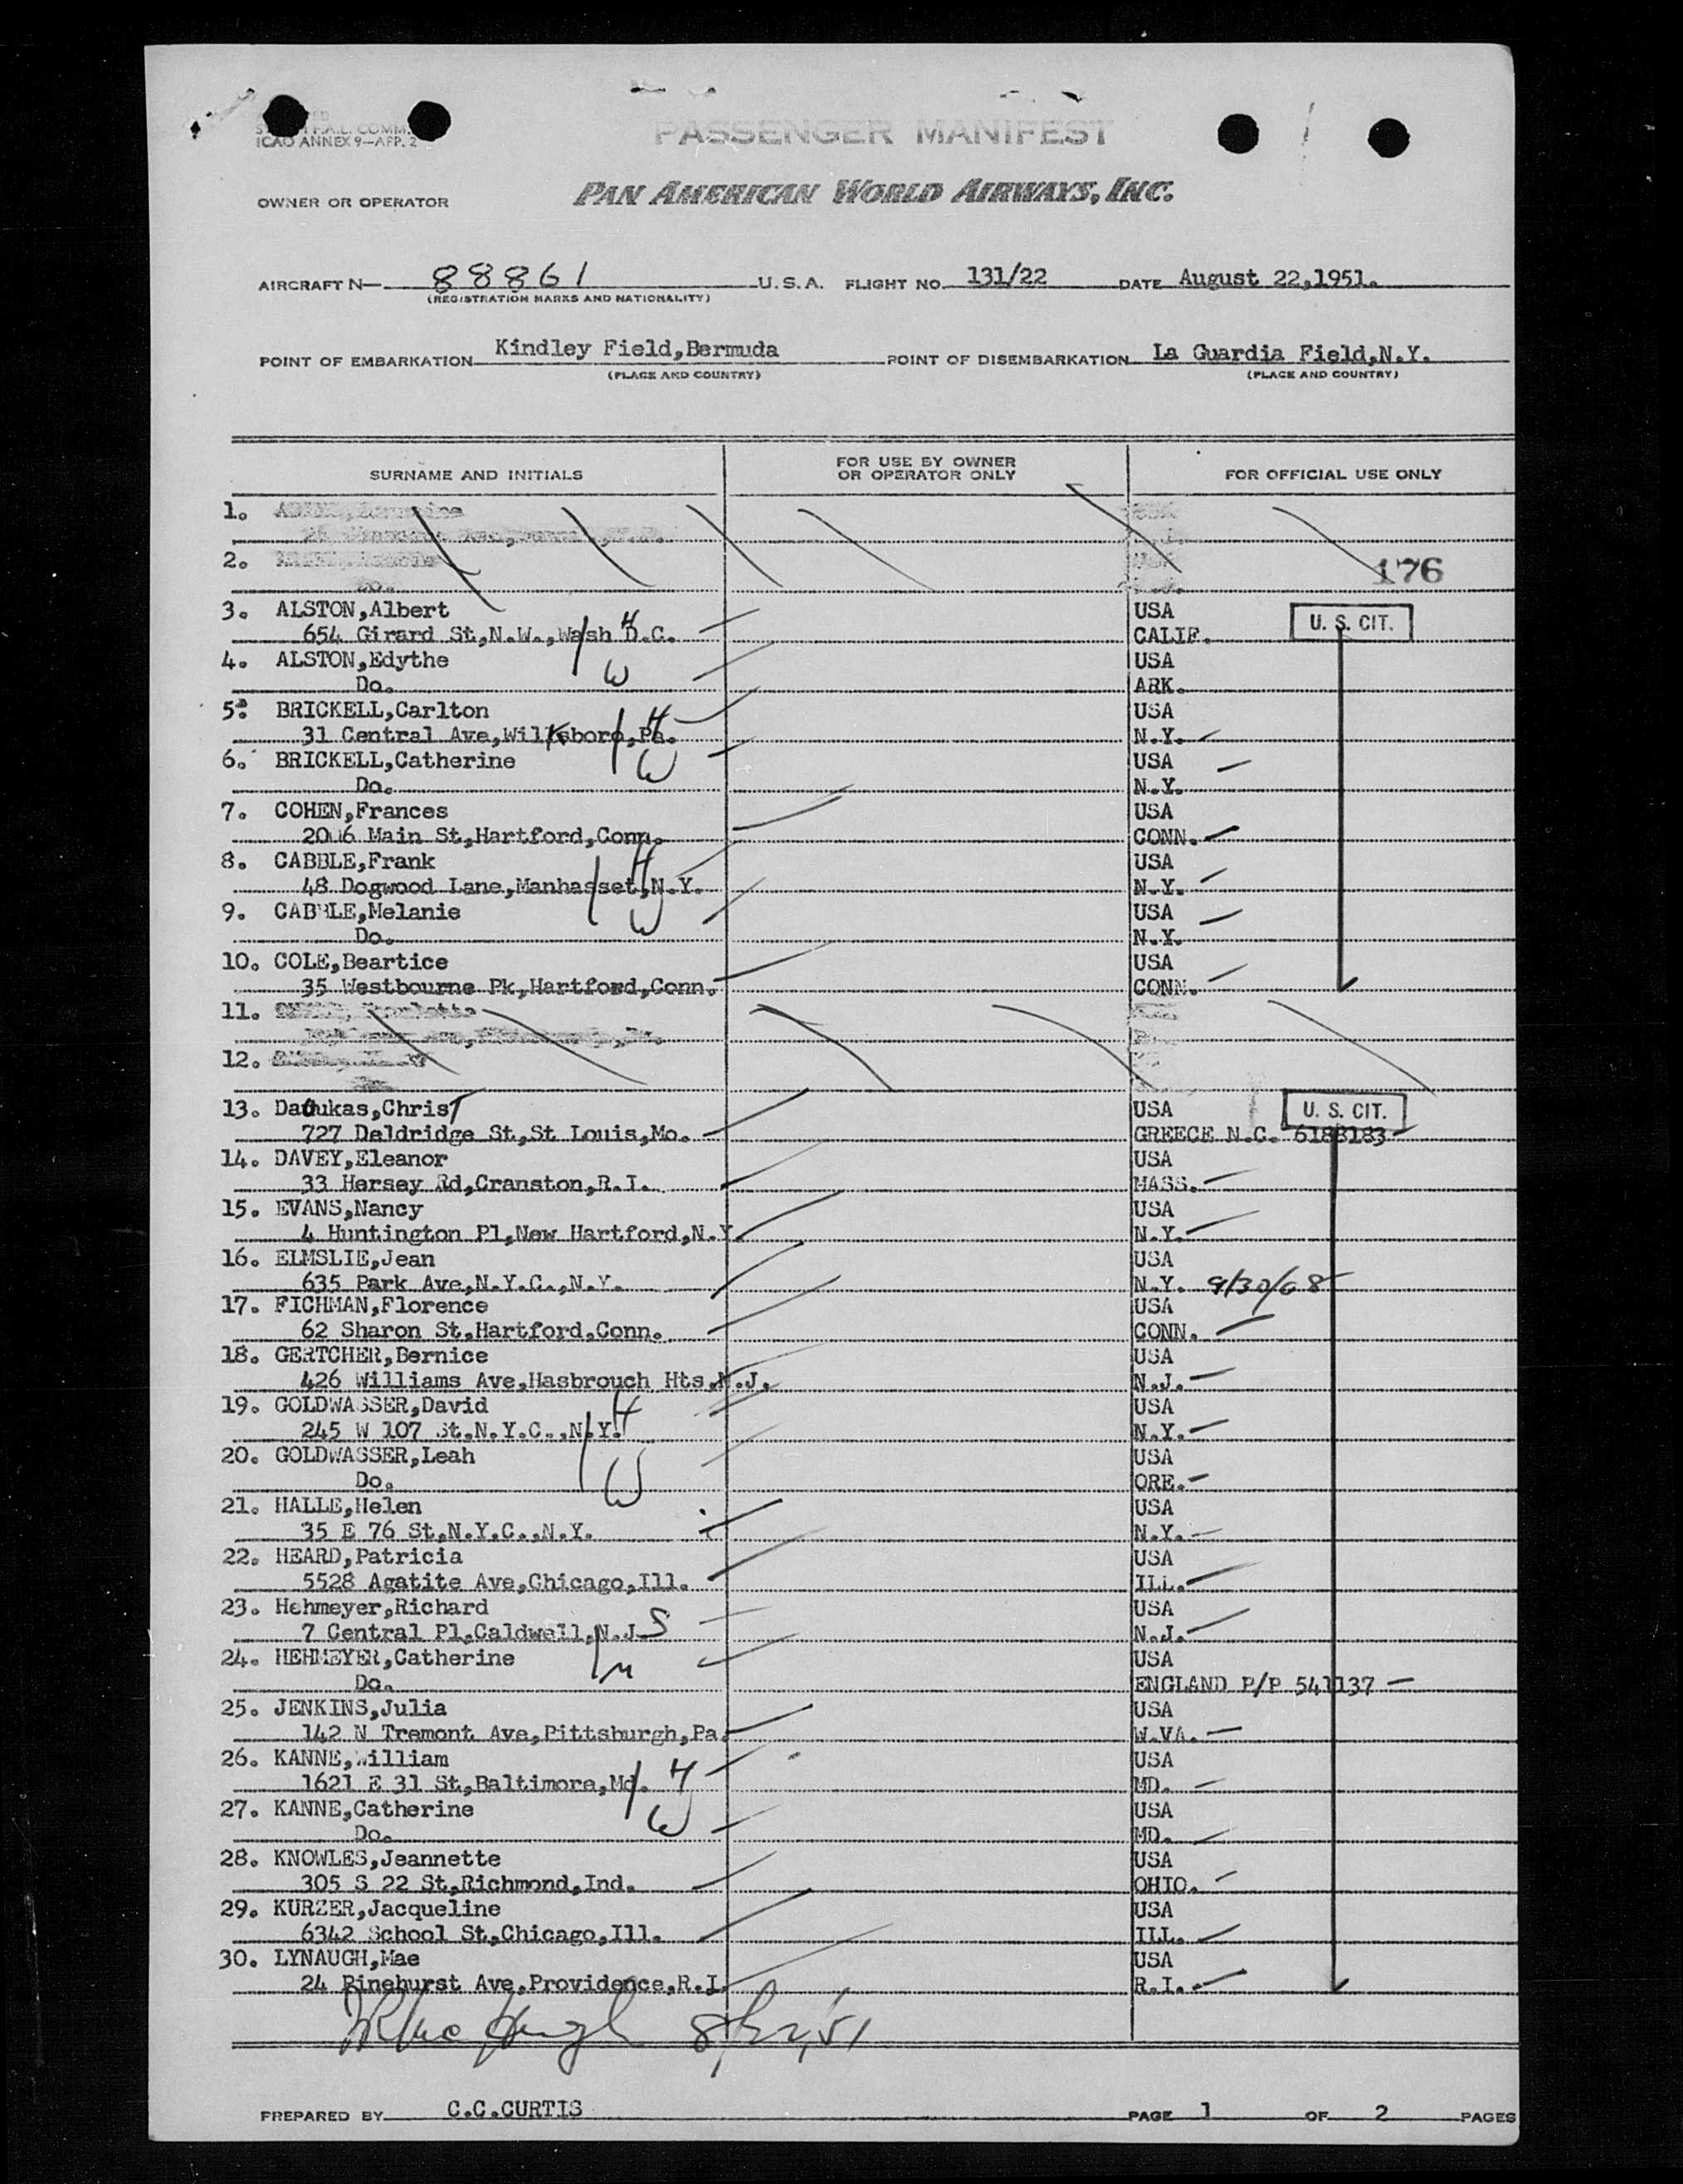 ICAO ANNEX 9—APP. 2
PASSENGER MANIFEST
OWNER OR OPERATOR PAN AMERICAN WORLD AIRWAYS, INC.
AIRCRAFT N— 88861 U.S.A. FLIGHT NO. 131/22 DATE August 22,1951.
(REGISTRATION MARKS AND NATIONALITY)
POINT OF EMBARKATION Kindley Field,Bermuda POINT OF DISEMBARKATION La Guardia Field,N.Y.
(PLACE AND COUNTRY) (PLACE AND COUNTRY)
SURNAME AND INITIALS FOR USE BY OWNER OR OPERATOR ONLY FOR OFFICIAL USE ONLY
1.
2.
176
3. ALSTON,Albert USA U. S. CIT.
654 Girard St,N.W.,Wash D.C. H CALIF.
4. ALSTON,Edythe USA
Do. W ARK.
5. BRICKELL,Carlton USA
31 Central Ave,Willksboro,Pa. H N.Y.
6. BRICKELL,Catherine W USA
Do. N.Y.
7. COHEN,Frances USA
2006 Main St,Hartford,Conn. CONN.
8. CABBLE,Frank H USA
48 Dogwood Lane,Manhasset,N.Y. N.Y.
9. CABBLE,Melanie W USA
Do. N.Y.
10. COLE,Beartice USA
35 Westbourne Pk,Hartford,Conn. CONN.
11.
12.
13. Daoukas,Christ USA U. S. CIT.
727 Deldridge St,St Louis,Mo. GREECE N.C. 6188183
14. DAVEY,Eleanor USA
33 Hersey Rd,Cranston,R.I. MASS.
15. EVANS,Nancy USA
4 Huntington Pl,New Hartford,N.Y. N.Y.
16. ELMSLIE,Jean USA
635 Park Ave,N.Y.C.,N.Y. N.Y. 9/30/08
17. FICHMAN,Florence USA
62 Sharon St,Hartford,Conn. CONN.
18. GERTCHER,Bernice USA
426 Williams Ave,Hasbrouch Hts,N.J. N.J.
19. GOLDWASSER,David H USA
245 W 107 St,N.Y.C.,N.Y. N.Y.
20. GOLDWASSER,Leah USA
Do. W ORE.
21. HALLE,Helen USA
35 E 76 St,N.Y.C.,N.Y. N.Y.
22. HEARD,Patricia USA
5528 Agatite Ave,Chicago,Ill. ILL.
23. Hehmeyer,Richard USA
7 Central Pl,Caldwell,N.J. S N.J.
24. HEHMEYER,Catherine M USA
Do. ENGLAND P/P 541137
25. JENKINS,Julia USA
142 N Tremont Ave,Pittsburgh,Pa. W.VA.
26. KANNE,William USA
1621 E 31 St,Baltimore,Md. H MD.
27. KANNE,Catherine W USA
Do. MD.
28. KNOWLES,Jeannette USA
305 S 22 St,Richmond,Ind. OHIO.
29. KURZER,Jacqueline USA
6342 School St,Chicago,Ill. ILL.
30. LYNAUGH,Mae USA
24 Pinehurst Ave,Providence,R.I. R.I.
8/22/51
PREPARED BY C.C.CURTIS PAGE 1 OF 2 PAGES